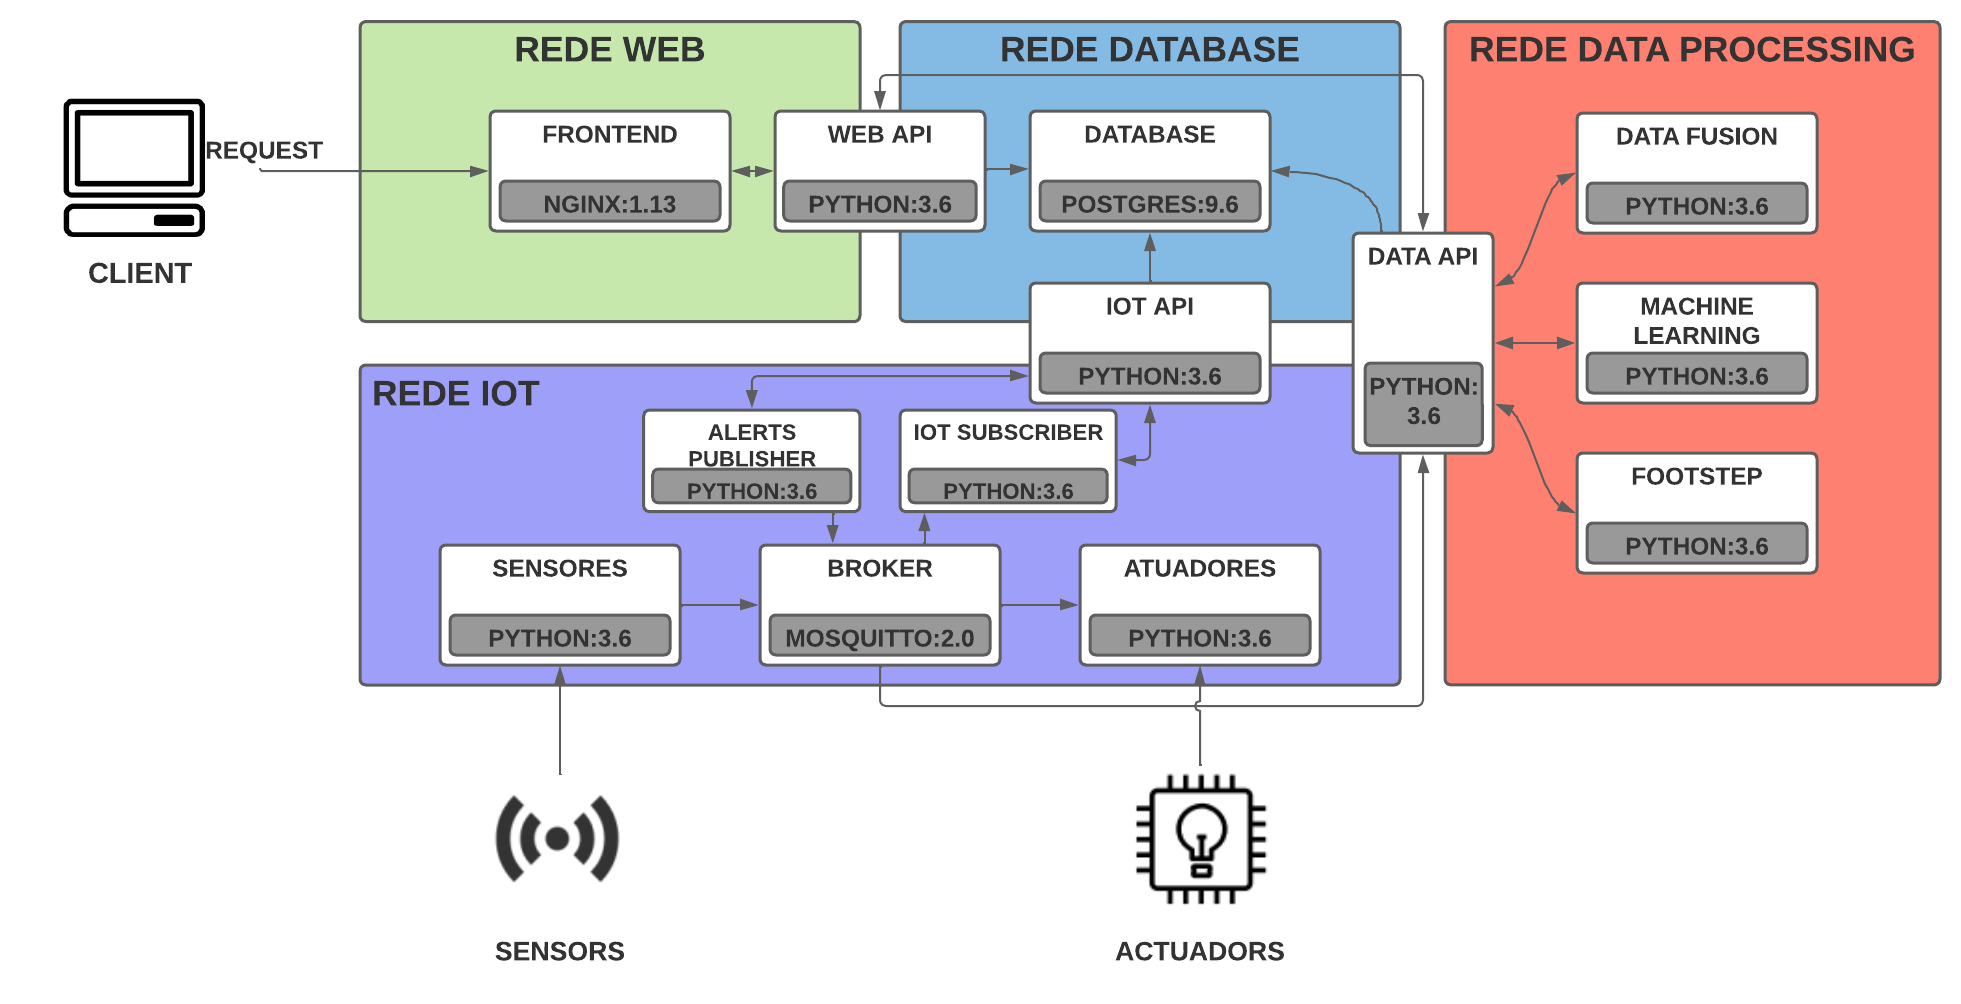 REDE WEB
REDE DATABASE
REDE DATA PROCESSING
REQUEST
CLIENT
FRONTEND
NGINX:1.13
WEB API
PYTHON:3.6
DATABASE
POSTGRES:9.6
DATA FUSION
PYTHON:3.6
DATA API
PYTHON:
3.6
IOT API
PYTHON:3.6
MACHINE
LEARNING
PYTHON:3.6
REDE IOT
ALERTS
PUBLISHER
PYTHON:3.6
IOT SUBSCRIBER
PYTHON:3.6
FOOTSTEP
PYTHON:3.6
SENSORES
PYTHON:3.6
BROKER
MOSQUITTO:2.0
ATUADORES
PYTHON:3.6
SENSORS
ACTUADORS